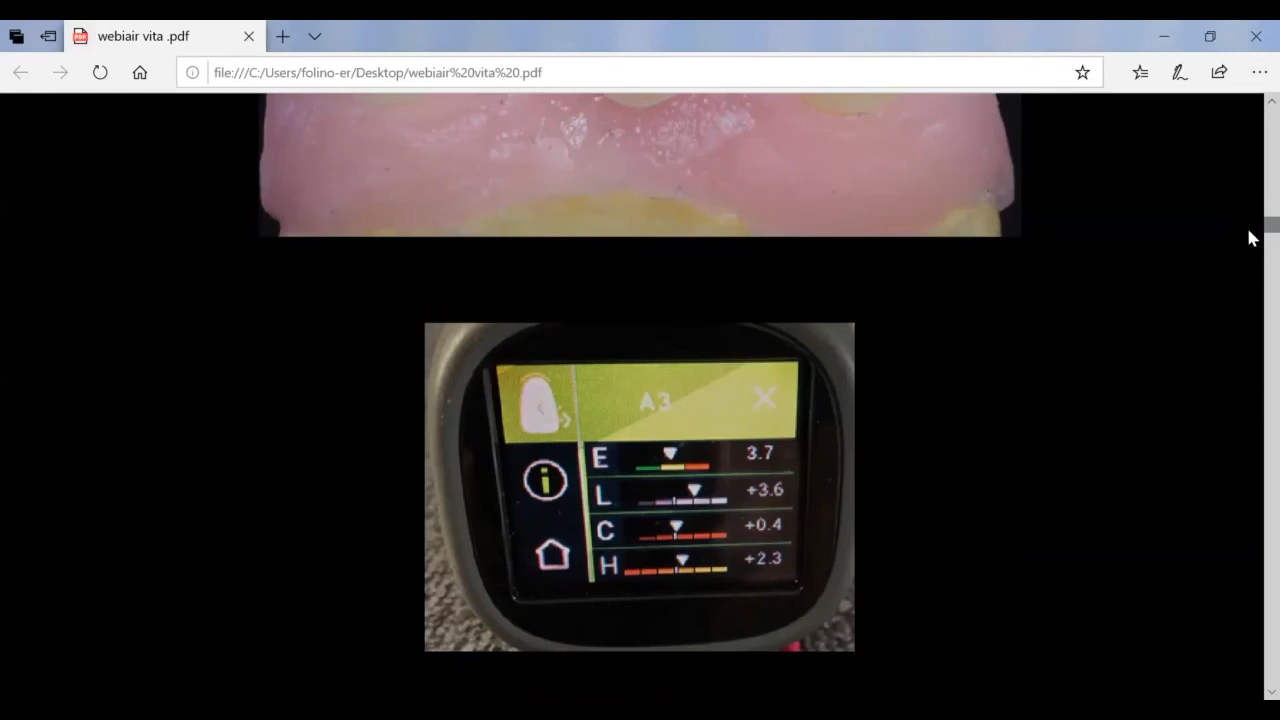 webiair vita .pdf
file:///C:/Users/folino-er/Desktop/webiair%20vita%20.pdf
A3
E 3.7
L +3.6
C +0.4
H +2.3